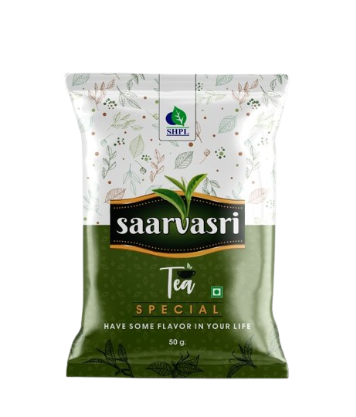 SHPL
saarvasri
Tea
SPECIAL
HAVE SOME FLAVOR IN YOUR LIFE
50 g.